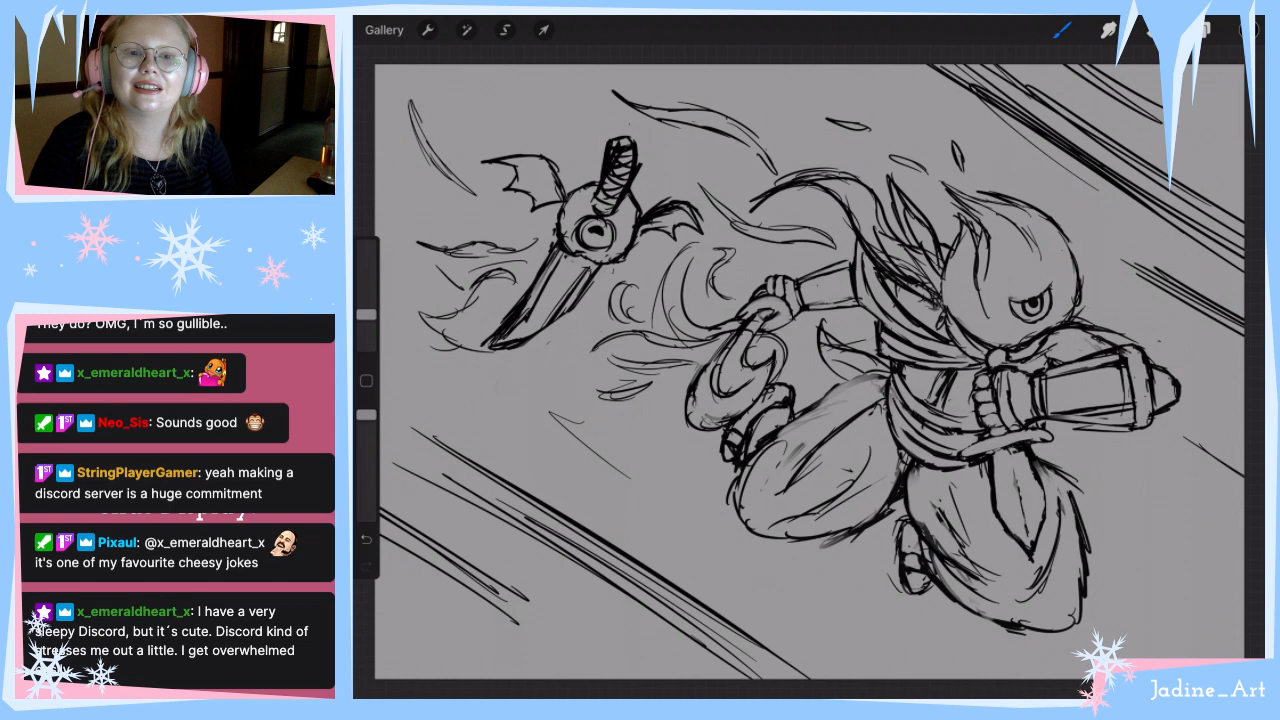 Gallery
They do? OMG, I´m so gullible..
x_emeraldheart_x:
Neo_Sis: Sounds good
StringPlayerGamer: yeah making a
discord server is a huge commitment
Pixaul: @x_emeraldheart_x
it's one of my favourite cheesy jokes
x_emeraldheart_x: I have a very
sleepy Discord, but it´s cute. Discord kind of
stresses me out a little. I get overwhelmed
Jadine_Art